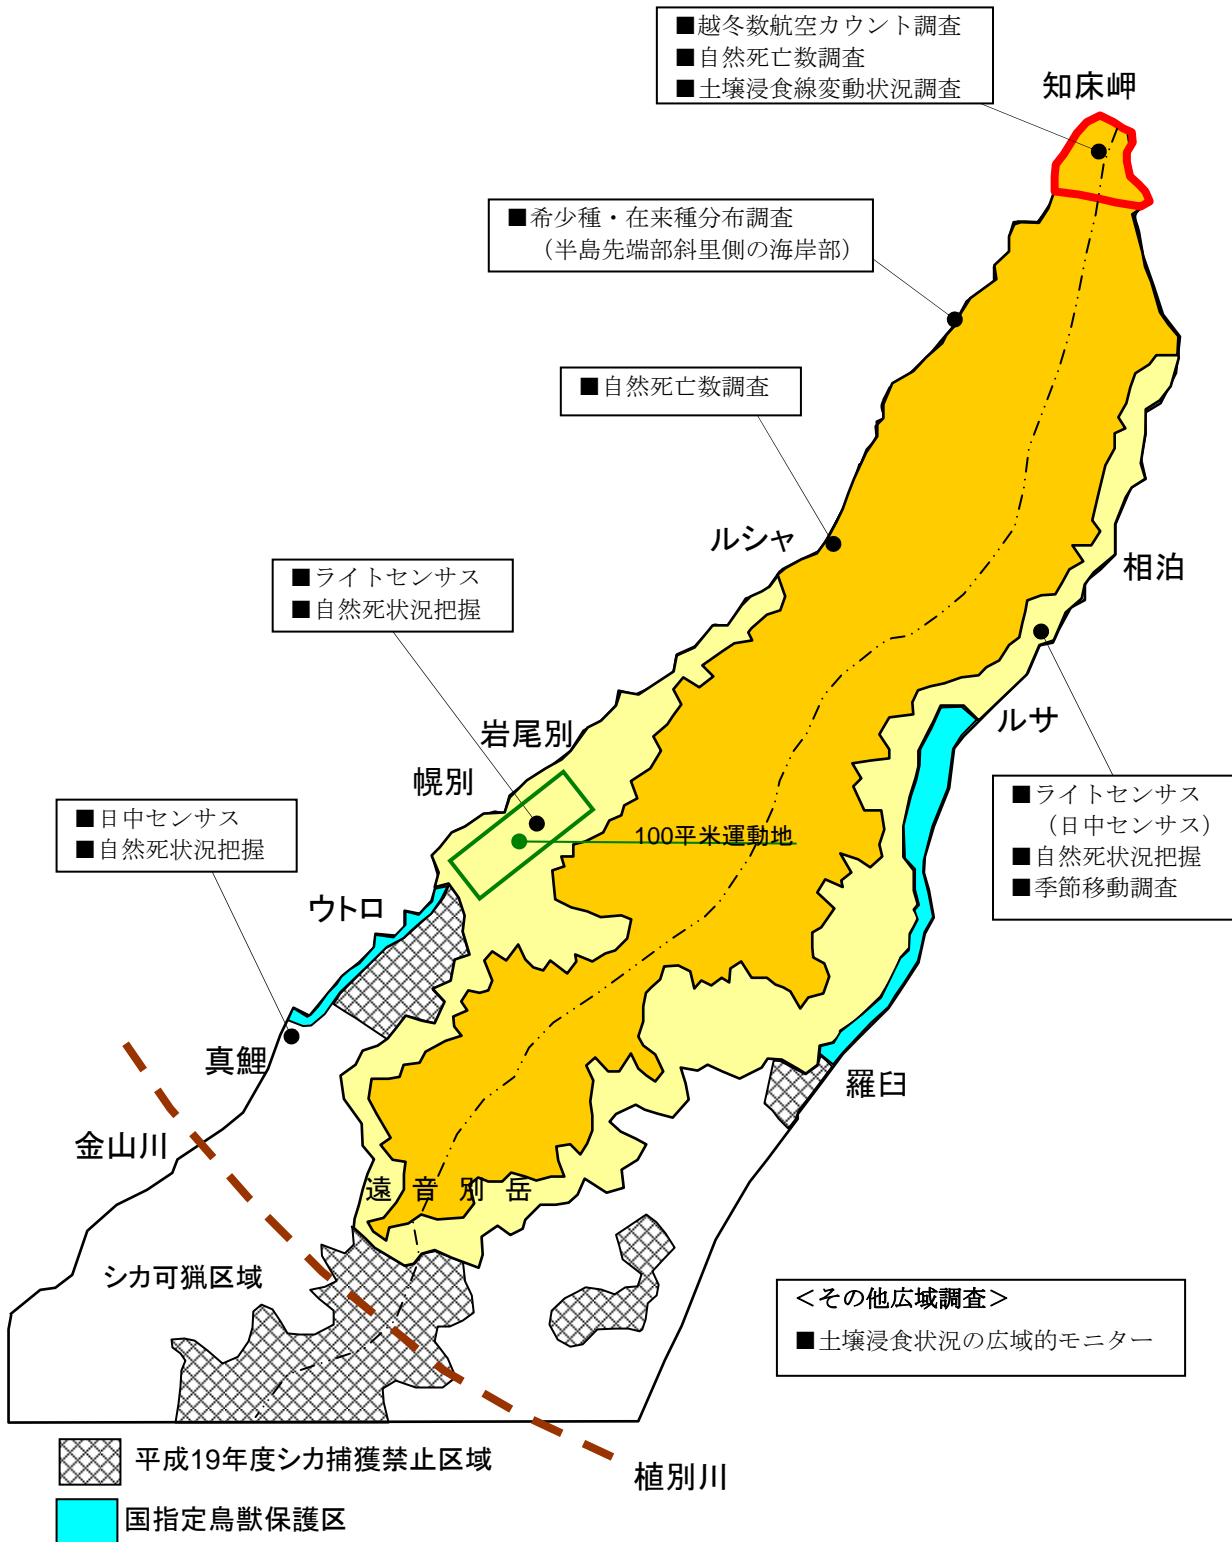 ■越冬数航空カウント調査
■自然死亡数調査
■土壌浸食線変動状況調査
知床岬
■希少種・在来種分布調査
（半島先端部斜里側の海岸部）
■自然死亡数調査
ルシャ
相泊
■ライトセンサス
■自然死状況把握
岩尾別
ルサ
幌別
■ライトセンサス
（日中センサス）
■自然死状況把握
■季節移動調査
■日中センサス
■自然死状況把握
100平米運動地
ウトロ
真鯉
羅臼
金山川
遠音別岳
シカ可猟区域
＜その他広域調査＞
■土壌浸食状況の広域的モニター
平成19年度シカ捕獲禁止区域
植別川
国指定鳥獣保護区